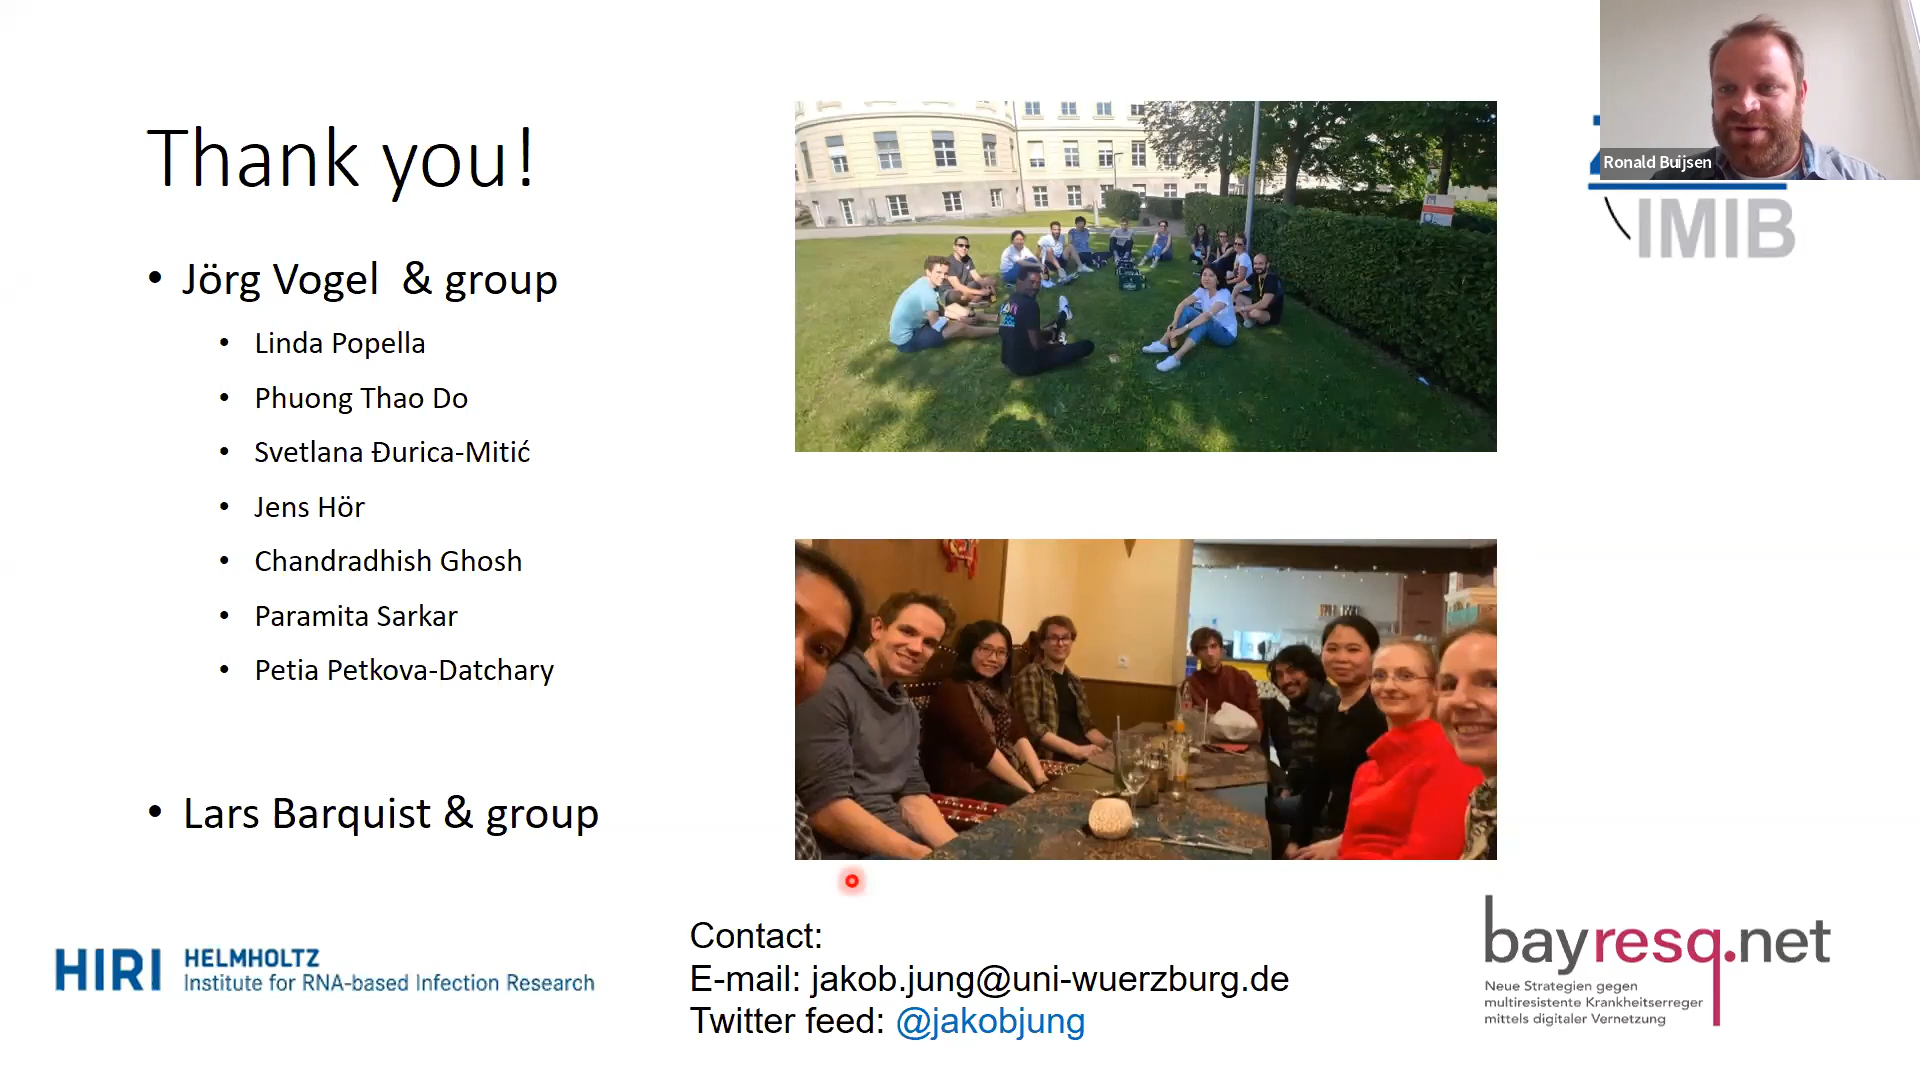 Thank you!
• Jörg Vogel & group
• Linda Popella
• Phuong Thao Do
• Svetlana Đurica-Mitić
• Jens Hör
• Chandradhish Ghosh
• Paramita Sarkar
• Petia Petkova-Datchary
• Lars Barquist & group
Ronald Buijsen
IMIB
HIRI HELMHOLTZ
Institute for RNA-based Infection Research
Contact:
E-mail: jakob.jung@uni-wuerzburg.de
Twitter feed: @jakobjung
bayresq.net
Neue Strategien gegen
multiresistente Krankheitserreger
mittels digitaler Vernetzung